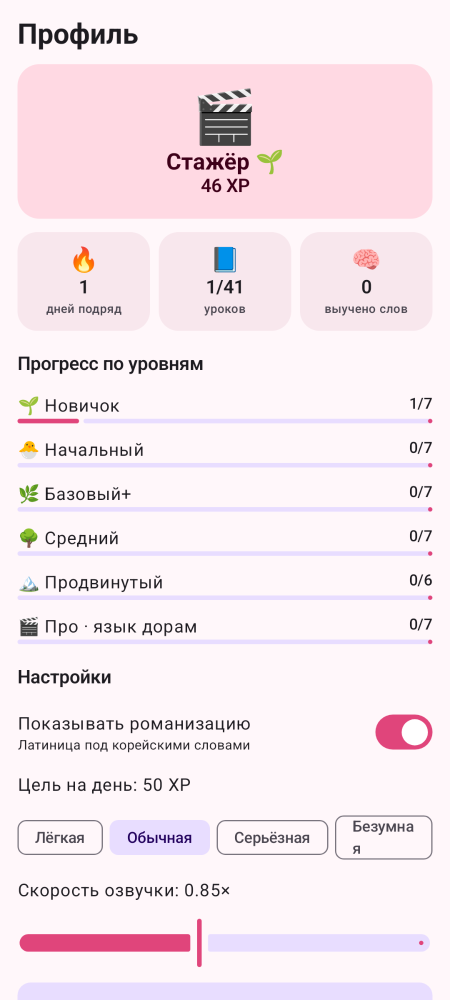 Профиль
Стажёр 🌱
46 XP
1
дней подряд
1/41
уроков
0
выучено слов
Прогресс по уровням
Новичок 1/7
Начальный 0/7
Базовый+ 0/7
Средний 0/7
Продвинутый 0/6
Про · язык дорам 0/7
Настройки
Показывать романизацию
Латиница под корейскими словами
Цель на день: 50 XP
Лёгкая
Обычная
Серьёзная
Безумна
я
Скорость озвучки: 0.85×